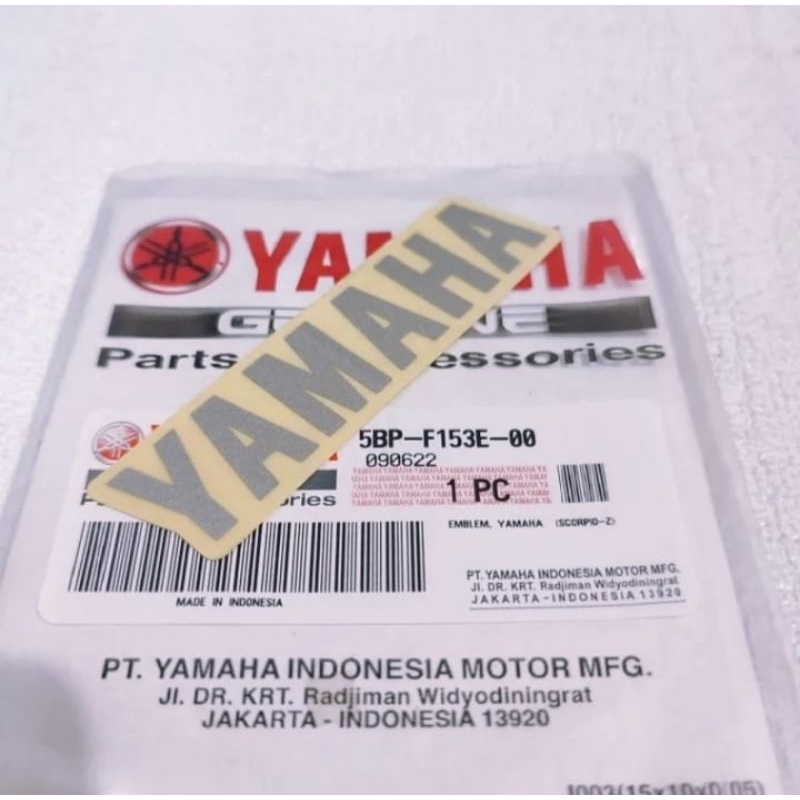 YAMAHA
YAMAHA
GENUINE
Parts Accessories
5BP-F153E-00
090622
1 PC
EMBLEM, YAMAHA (SCORPIO-Z)
PT. YAMAHA INDONESIA MOTOR MFG.
Jl. DR. KRT. Radjiman Widyodiningrat
JAKARTA - INDONESIA 13920
MADE IN INDONESIA
PT. YAMAHA INDONESIA MOTOR MFG.
Jl. DR. KRT. Radjiman Widyodiningrat
JAKARTA - INDONESIA 13920